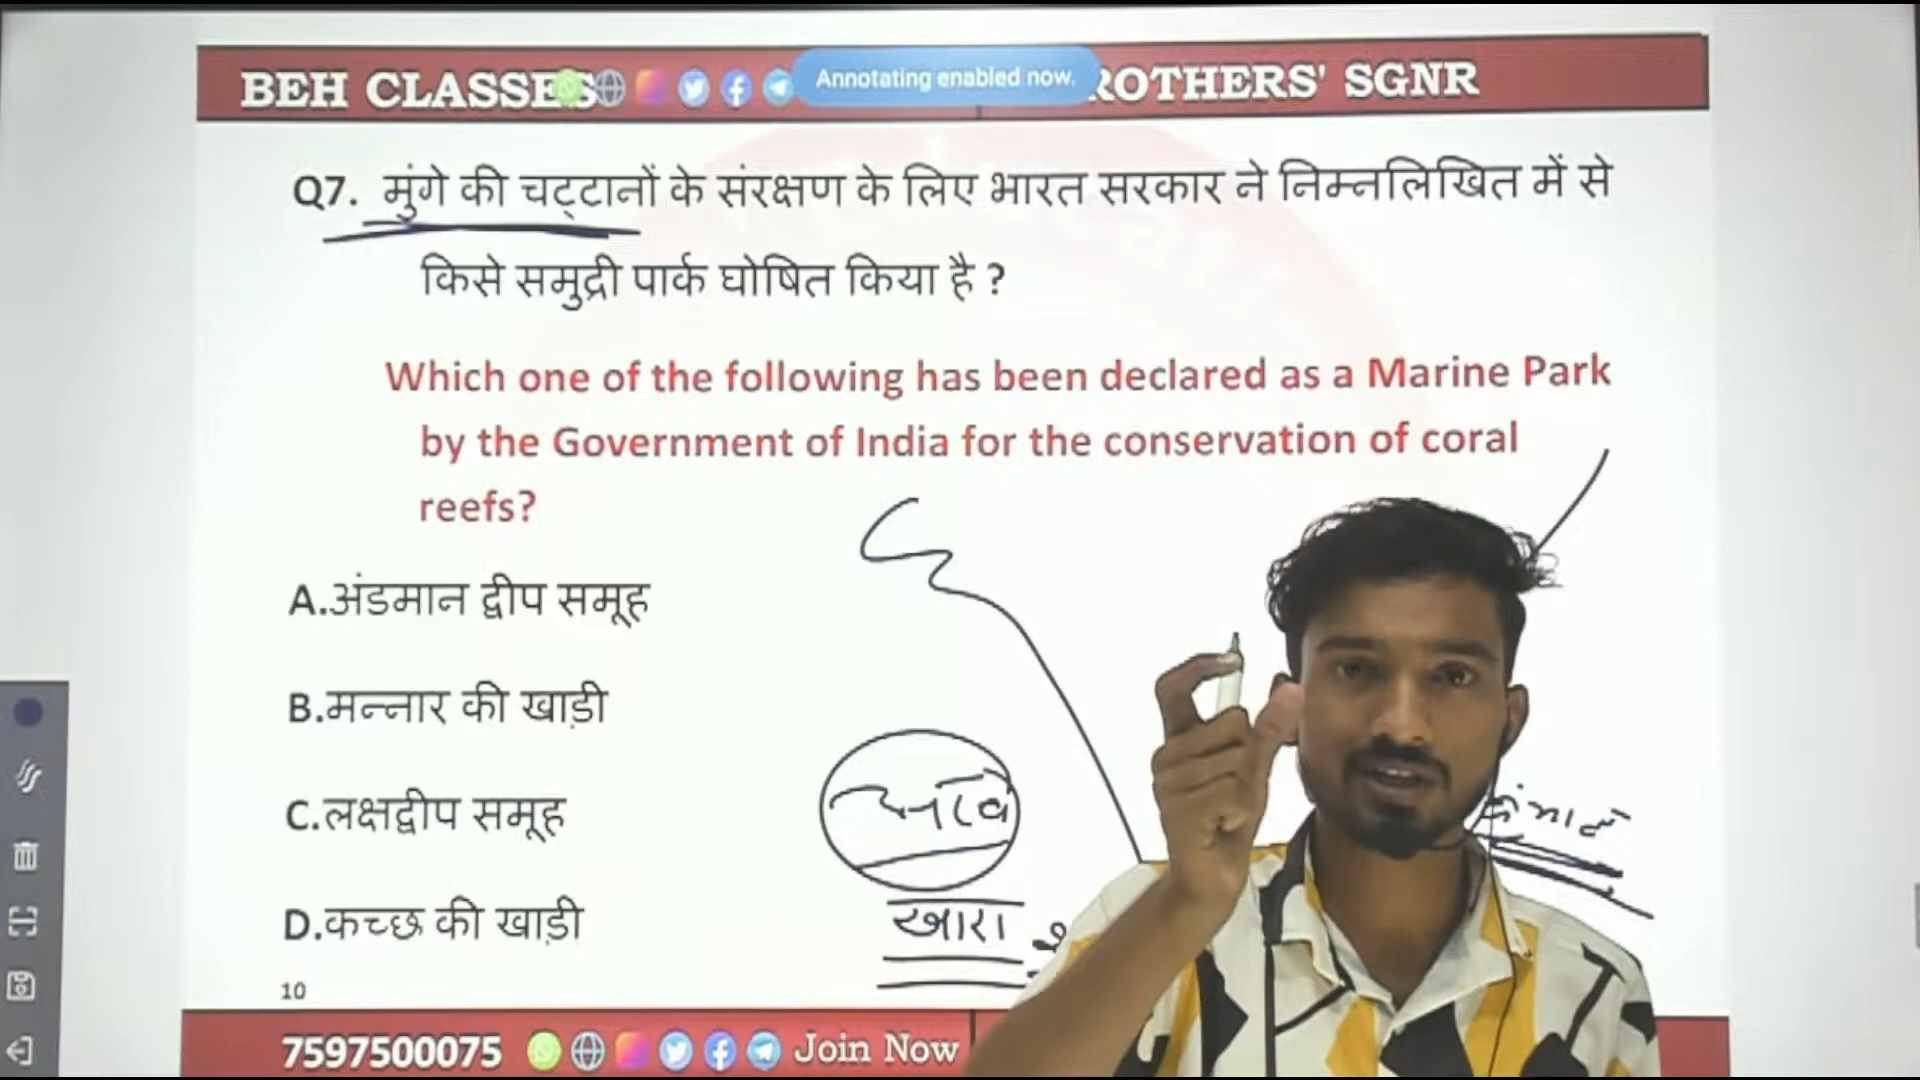 BEH CLASSES
Annotating enabled now.
ROTHERS' SGNR
Q7. मुंगे की चट्टानों के संरक्षण के लिए भारत सरकार ने निम्नलिखित में से
किसे समुद्री पार्क घोषित किया है ?
Which one of the following has been declared as a Marine Park
by the Government of India for the conservation of coral
reefs?
A.अंडमान द्वीप समूह
B.मन्नार की खाड़ी
C.लक्षद्वीप समूह
D.कच्छ की खाड़ी
खारा
10
7597500075
Join Now